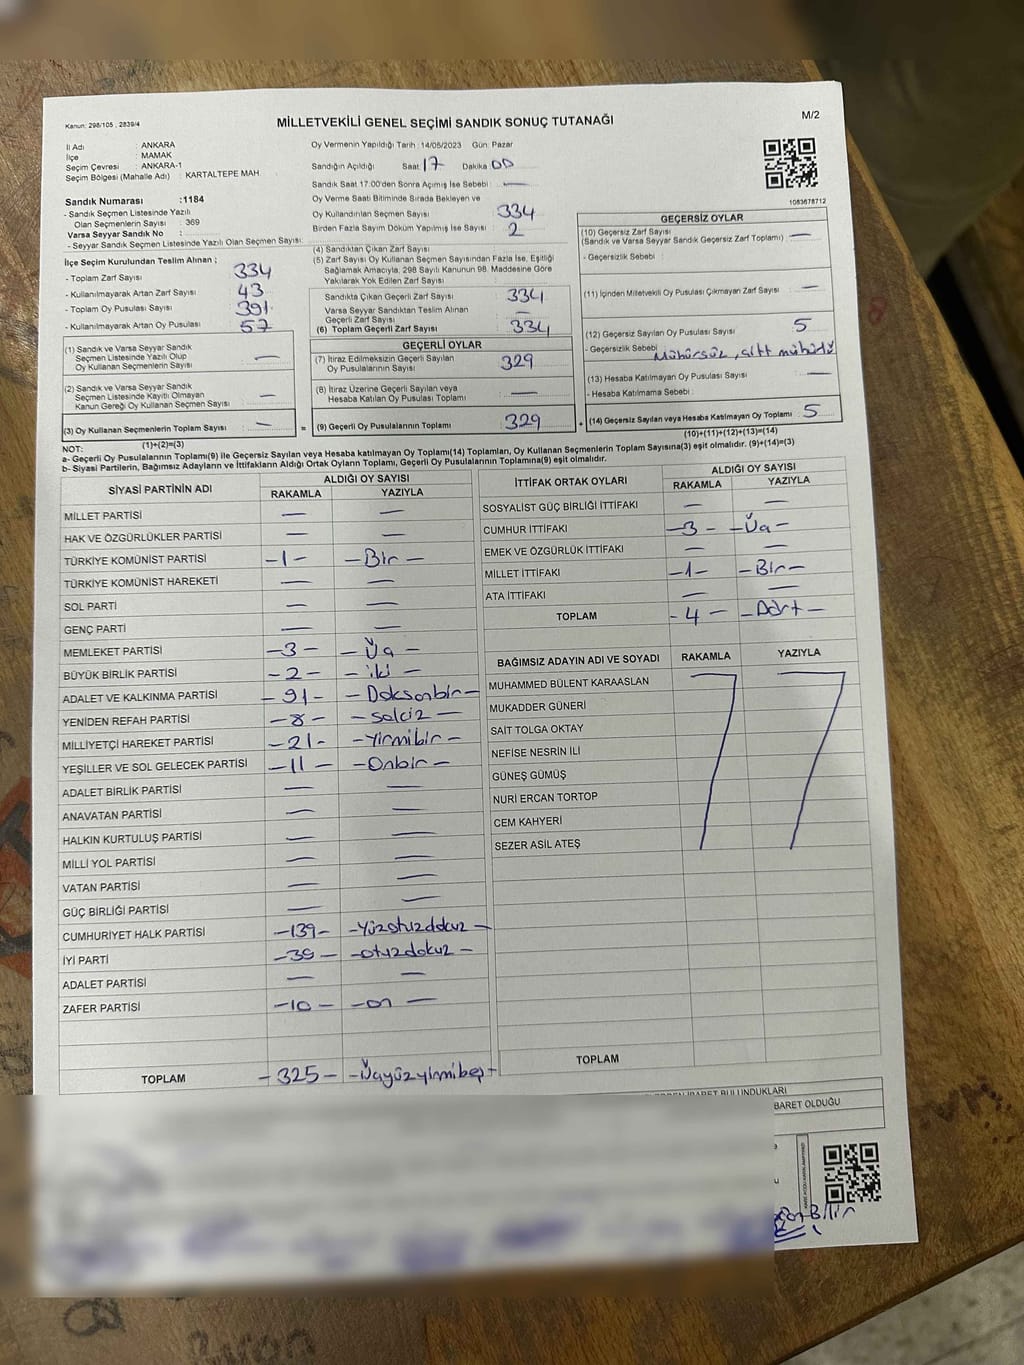 Kanun: 298/105 , 2839/4
MİLLETVEKİLİ GENEL SEÇİMİ SANDIK SONUÇ TUTANAĞI
M/2
İl Adı : ANKARA
İlçe : MAMAK
Seçim Çevresi : ANKARA-1
Seçim Bölgesi (Mahalle Adı) : KARTALTEPE MAH.
Sandık Numarası :1184
- Sandık Seçmen Listesinde Yazılı
Olan Seçmenlerin Sayısı : 369
Varsa Seyyar Sandık No :
- Seyyar Sandık Seçmen Listesinde Yazılı Olan Seçmen Sayısı:
Oy Vermenin Yapıldığı Tarih : 14/05/2023 Gün: Pazar
Sandığın Açıldığı Saat 17 Dakika 00
Sandık Saat 17.00'den Sonra Açımış İse Sebebi : —
Oy Verme Saati Bitiminde Sırada Bekleyen ve
Oy Kullandırılan Seçmen Sayısı : 334
Birden Fazla Sayım Döküm Yapılmış İse Sayısı : 2
1083678712
İlçe Seçim Kurulundan Teslim Alınan ;
- Toplam Zarf Sayısı : 334
- Kullanılmayarak Artan Zarf Sayısı : 43
- Toplam Oy Pusulası Sayısı : 391
- Kullanılmayarak Artan Oy Pusulası : 57
(4) Sandıktan Çıkan Zarf Sayısı :
(5) Zarf Sayısı Oy Kullanan Seçmen Sayısından Fazla İse, Eşitliği
Sağlamak Amacıyla, 298 Sayılı Kanunun 98. Maddesine Göre
Yakılarak Yok Edilen Zarf Sayısı :
Sandıkta Çıkan Geçerli Zarf Sayısı : 334
Varsa Seyyar Sandıktan Teslim Alınan
Geçerli Zarf Sayısı : —
(6) Toplam Geçerli Zarf Sayısı : 334
GEÇERSİZ OYLAR
(10) Geçersiz Zarf Sayısı
(Sandık ve Varsa Seyyar Sandık Geçersiz Zarf Toplamı) : —
- Geçersizlik Sebebi :
(11) İçinden Milletvekili Oy Pusulası Çıkmayan Zarf Sayısı : —
(12) Geçersiz Sayılan Oy Pusulası Sayısı : 5
- Geçersizlik Sebebi : Mühürsüz,
(13) Hesaba Katılmayan Oy Pusulası Sayısı : —
- Hesaba Katılmama Sebebi :
(14) Geçersiz Sayılan veya Hesaba Katılmayan Oy Toplamı : 5
(1) Sandık ve Varsa Seyyar Sandık
Seçmen Listesinde Yazılı Olup
Oy Kullanan Seçmenlerin Sayısı : —
(2) Sandık ve Varsa Seyyar Sandık
Seçmen Listesinde Kayıtlı Olmayan
Kanun Gereği Oy Kullanan Seçmen Sayısı : —
(3) Oy Kullanan Seçmenlerin Toplam Sayısı : —
GEÇERLİ OYLAR
(7) İtiraz Edilmeksizin Geçerli Sayılan
Oy Pusulalarının Sayısı : 329
(8) İtiraz Üzerine Geçerli Sayılan veya
Hesaba Katılan Oy Pusulası Toplamı : —
= (9) Geçerli Oy Pusulalarının Toplamı : 329 +
(1)+(2)=(3)
(10)+(11)+(12)+(13)=(14)
NOT:
a- Geçerli Oy Pusulalarının Toplamı(9) ile Geçersiz Sayılan veya Hesaba katılmayan Oy Toplamı(14) Toplamları, Oy Kullanan Seçmenlerin Toplam Sayısına(3) eşit olmalıdır. (9)+(14)=(3)
b- Siyasi Partilerin, Bağımsız Adayların ve İttifakların Aldığı Ortak Oyların Toplamı, Geçerli Oy Pusulalarının Toplamına(9) eşit olmalıdır.
SİYASİ PARTİNİN ADI
ALDIĞI OY SAYISI
RAKAMLA YAZIYLA
MİLLET PARTİSİ — —
HAK VE ÖZGÜRLÜKLER PARTİSİ — —
TÜRKİYE KOMÜNİST PARTİSİ -1- -Bir-
TÜRKİYE KOMÜNİST HAREKETİ — —
SOL PARTİ — —
GENÇ PARTİ — —
MEMLEKET PARTİSİ -3- -Üç-
BÜYÜK BİRLİK PARTİSİ -2- -iki-
ADALET VE KALKINMA PARTİSİ -91- -Doksanbir-
YENİDEN REFAH PARTİSİ -8- -sekiz-
MİLLİYETÇİ HAREKET PARTİSİ -21- -Yirmibir-
YEŞİLLER VE SOL GELECEK PARTİSİ -11- -Onbir-
ADALET BİRLİK PARTİSİ — —
ANAVATAN PARTİSİ — —
HALKIN KURTULUŞ PARTİSİ — —
MİLLİ YOL PARTİSİ — —
VATAN PARTİSİ — —
GÜÇ BİRLİĞİ PARTİSİ — —
CUMHURİYET HALK PARTİSİ -139- -Yüzotuzdokuz-
İYİ PARTİ -39- -otuzdokuz-
ADALET PARTİSİ — —
ZAFER PARTİSİ -10- -on-
TOPLAM -325- -Üçyüzyirmibeş-
İTTİFAK ORTAK OYLARI
ALDIĞI OY SAYISI
RAKAMLA YAZIYLA
SOSYALİST GÜÇ BİRLİĞİ İTTİFAKI — —
CUMHUR İTTİFAKI -3- -Üç-
EMEK VE ÖZGÜRLÜK İTTİFAKI — —
MİLLET İTTİFAKI -1- -Bir-
ATA İTTİFAKI — —
TOPLAM -4- -Dört-
BAĞIMSIZ ADAYIN ADI VE SOYADI RAKAMLA YAZIYLA
MUHAMMED BÜLENT KARAASLAN
MUKADDER GÜNERİ
SAİT TOLGA OKTAY
NEFİSE NESRİN İLİ
GÜNEŞ GÜMÜŞ
NURİ ERCAN TORTOP
CEM KAHYERİ
SEZER ASİL ATEŞ
TOPLAM
BULUNDUKLARI
BARET OLDUĞU